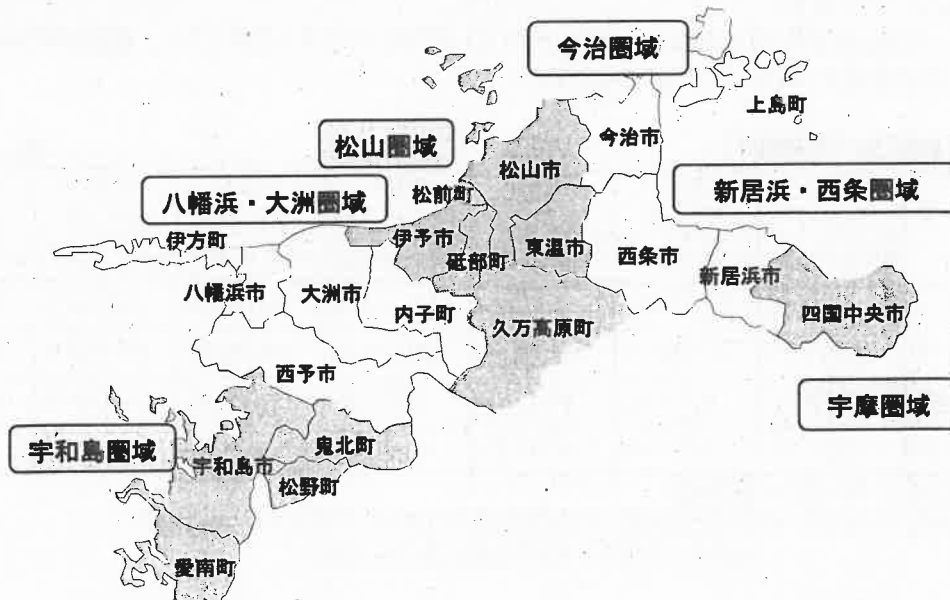 今治圏域
上島町
今治市
松山圏域
松山市
新居浜・西条圏域
八幡浜・大洲圏域
松前町
伊方町
伊予市
砥部町
東温市
西条市
新居浜市
八幡浜市
大洲市
内子町
久万高原町
四国中央市
西予市
宇摩圏域
宇和島圏域
鬼北町
宇和島市
松野町
愛南町